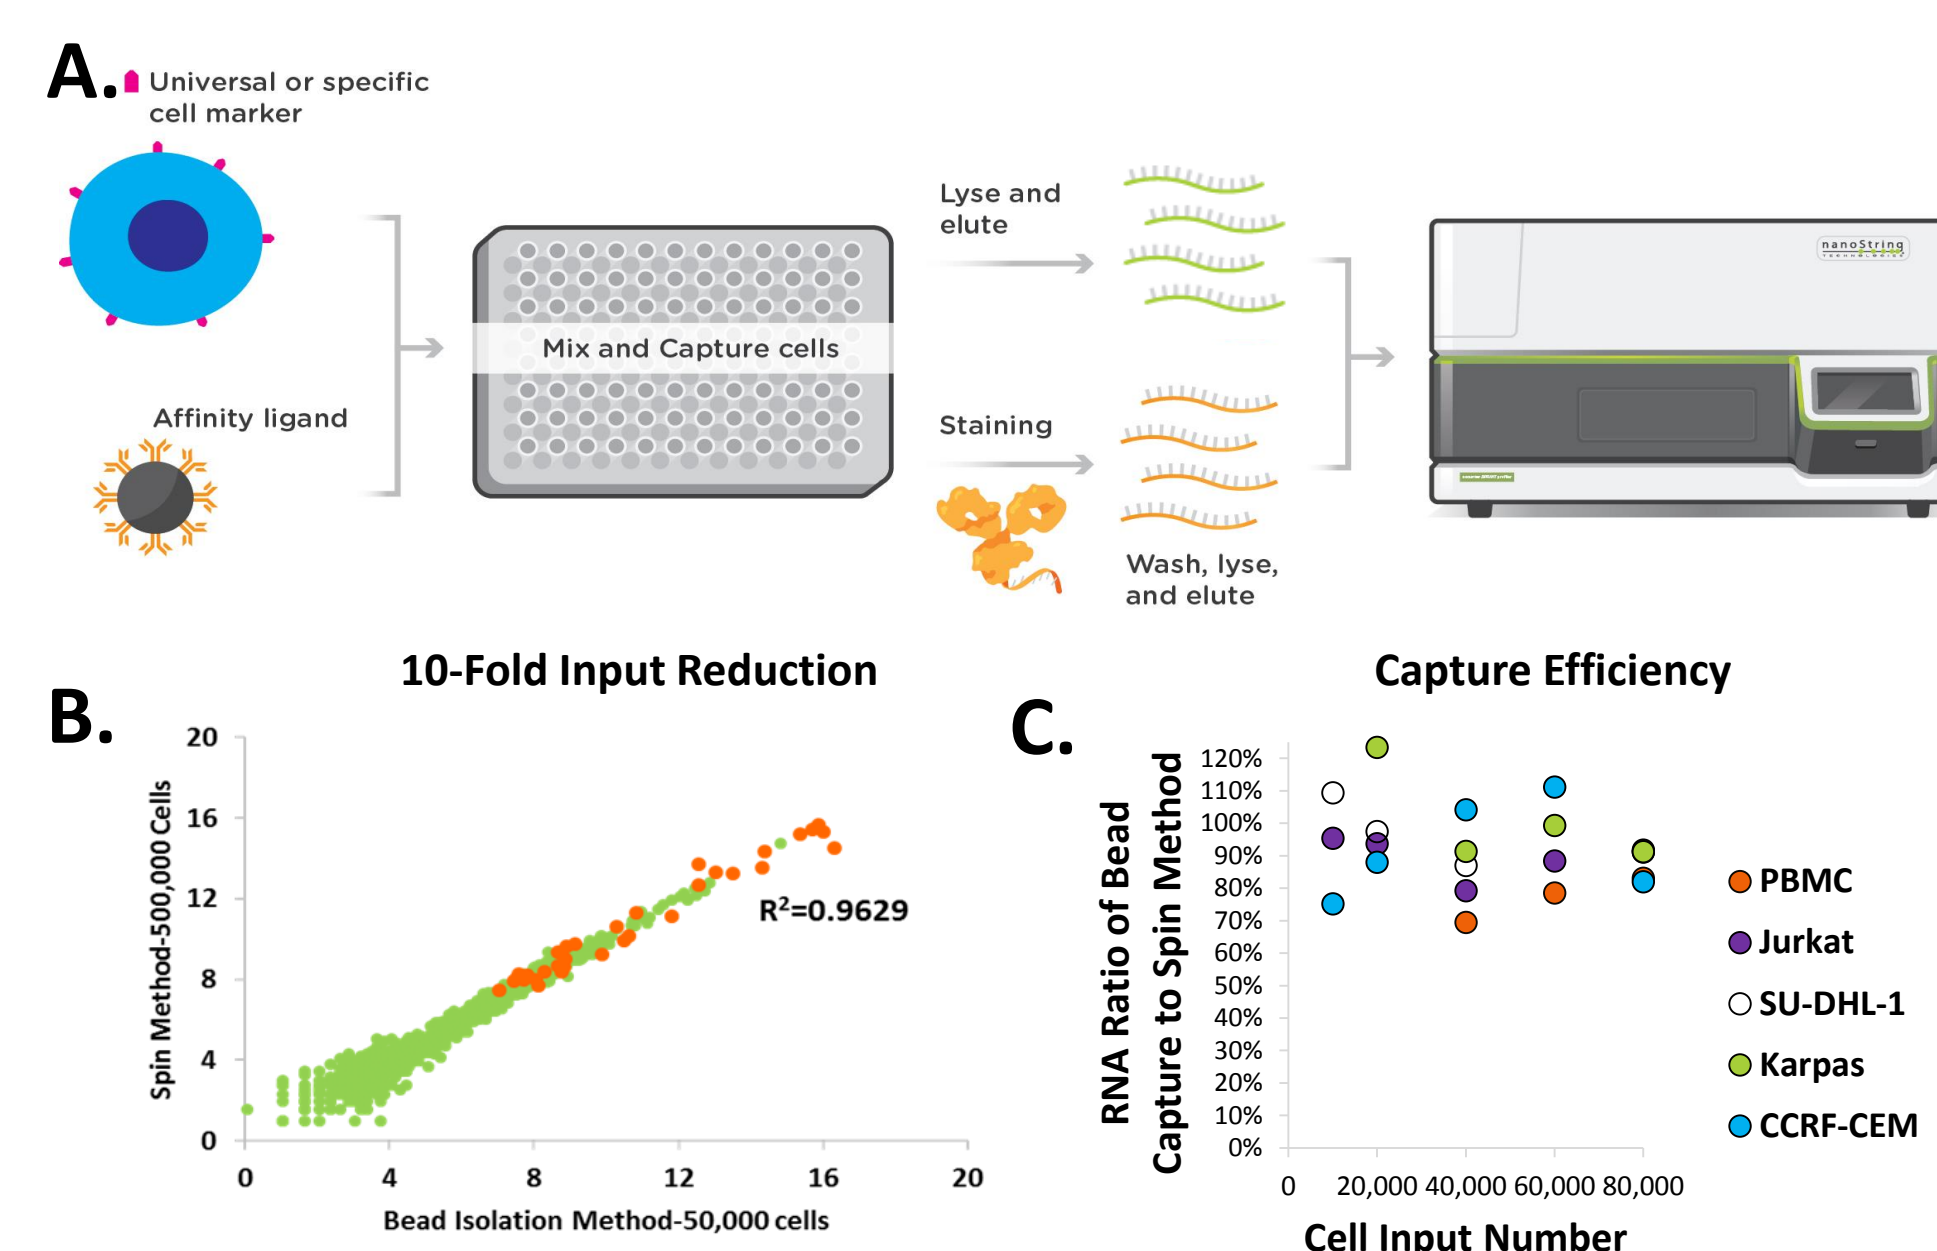 A.
Universal or specific
cell marker
Affinity ligand
Mix and Capture cells
Lyse and
elute
Staining
Wash, lyse,
and elute
nanoString
TECHNOLOGIES
10-Fold Input Reduction
B.
Spin Method-500,000 Cells
20
16
12
8
4
0
R²=0.9629
0 4 8 12 16 20
Bead Isolation Method-50,000 cells
Capture Efficiency
C.
RNA Ratio of Bead
Capture to Spin Method
120%
110%
100%
90%
80%
70%
60%
50%
40%
30%
20%
10%
0%
0 20,000 40,000 60,000 80,000
Cell Input Number
PBMC
Jurkat
SU-DHL-1
Karpas
CCRF-CEM